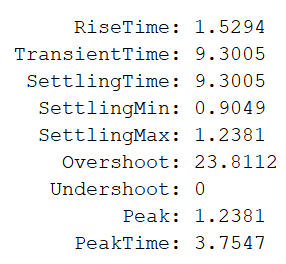 RiseTime: 1.5294
TransientTime: 9.3005
SettlingTime: 9.3005
SettlingMin: 0.9049
SettlingMax: 1.2381
Overshoot: 23.8112
Undershoot: 0
Peak: 1.2381
PeakTime: 3.7547